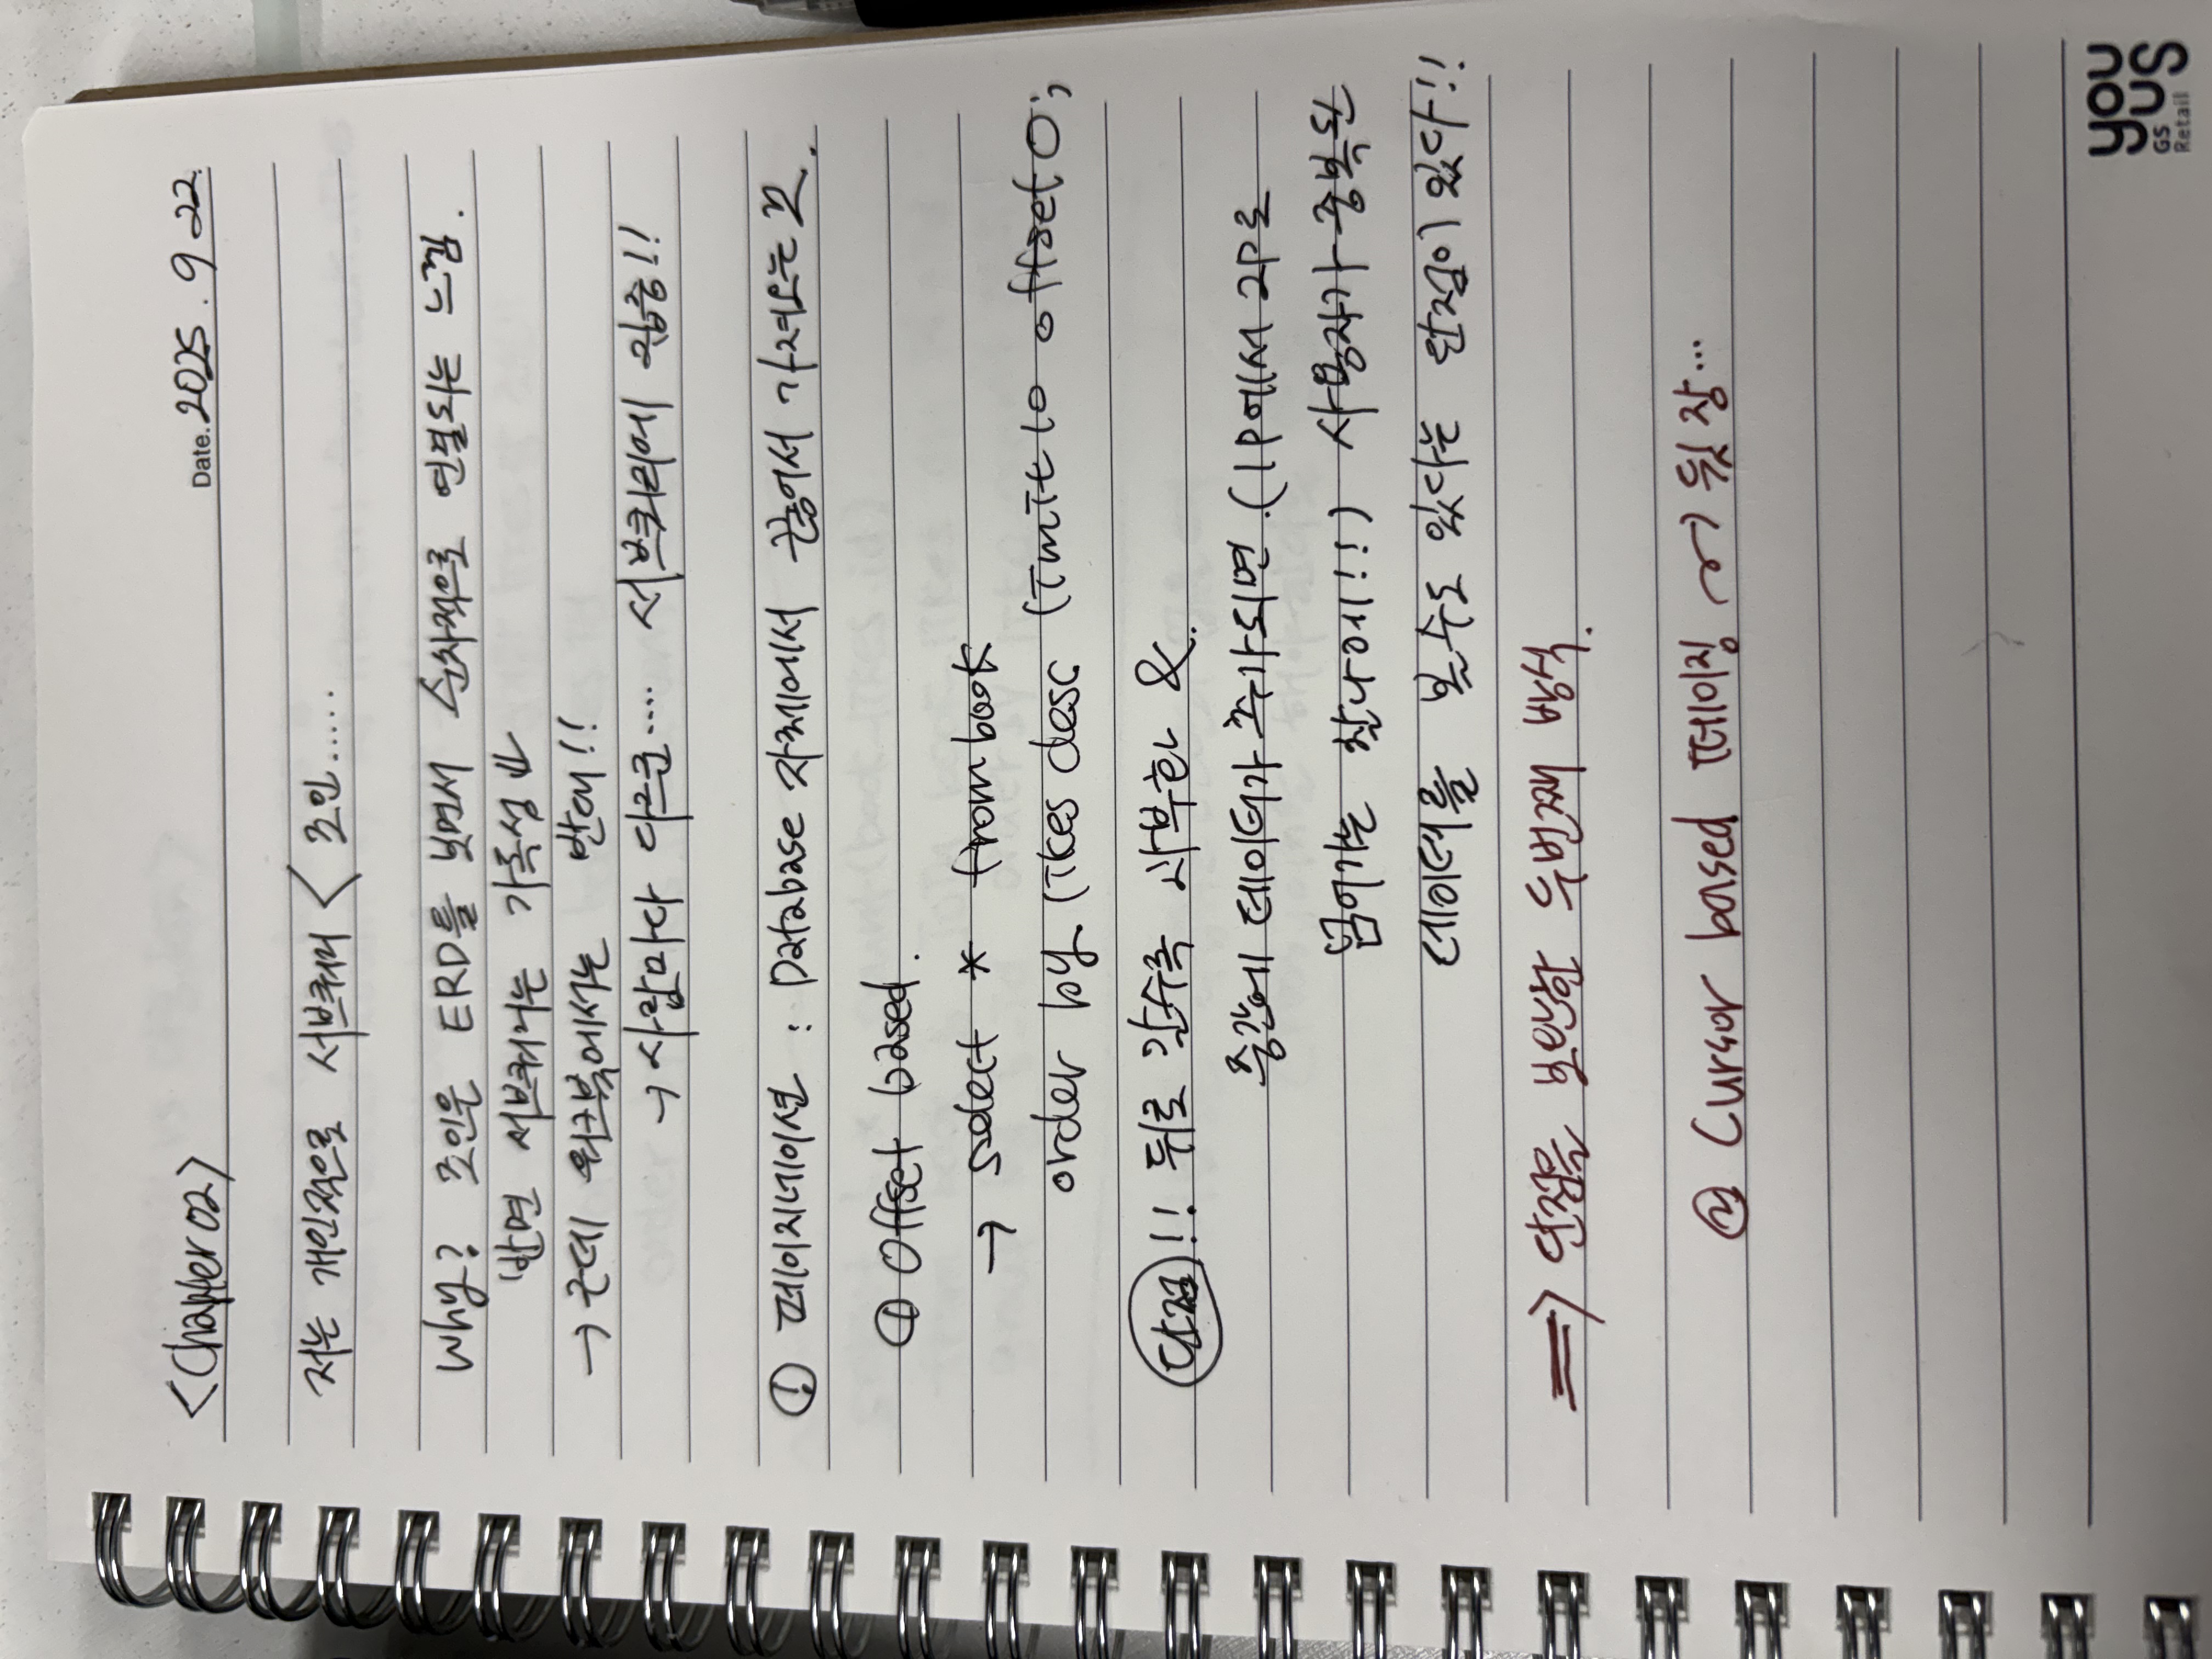 <Chapter 02>
Date. 2025. 9 22.
저는 개인적으로 서브쿼리 < 조인.....
Why? 조인은 ERD를 보면서 순차적으로 연결되는 느낌.
반면 서브쿼리는 가독성 ↓
→ 근데 워크북에서는 반대!!
→ 사람마다 다르군.... 서브쿼리에 집중!!
① 페이지네이션 : Database 자체에서 끊어서 가져오는 것.
① Offset based.
→ select * from book
order by likes desc limit 10 offset 0;
단점!! 뒤로 갈수록 과부하 &.
중간에 데이터가 추가되면 (1P에서 2P로
넘어가는 찰나에!!) 사용자가 중복된
데이터를 볼 수도 있다는 단점이 있다!!
⇒ 단점을 보안한 두번째 방식.
② Cursor based 페이징 → 뒷 장...
you us
GS
Retail